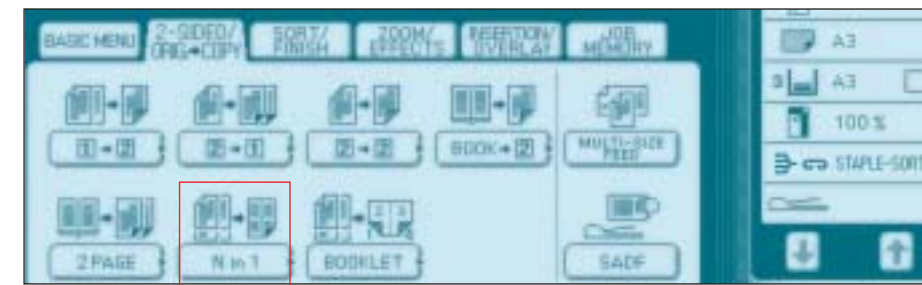 BASIC MENU
2-SIDED/
ORIG.→COPY
SORT/
FINISH
ZOOM/
EFFECTS
INSERTION/
OVERLAY
JOB
MEMORY
1→2
2→1
2→2
BOOK→2
MULTI-SIZE
FEED
2 PAGE
N in 1
BOOKLET
SADF
A3
3 A3
100%
STAPLE-SORT